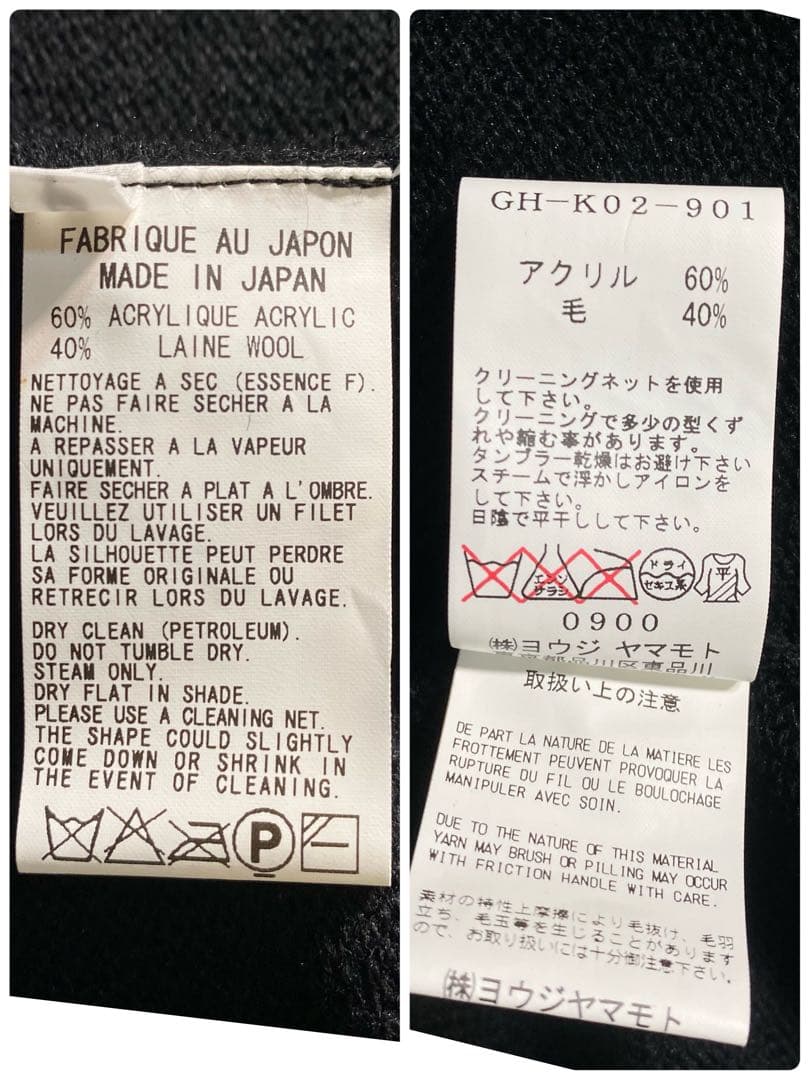 FABRIQUE AU JAPON
MADE IN JAPAN
60% ACRYLIQUE ACRYLIC
40% LAINE WOOL
NETTOYAGE A SEC (ESSENCE F).
NE PAS FAIRE SECHER A LA
MACHINE.
A REPASSER A LA VAPEUR
UNIQUEMENT.
FAIRE SECHER A PLAT A L'OMBRE.
VEUILLEZ UTILISER UN FILET
LORS DU LAVAGE.
LA SILHOUETTE PEUT PERDRE
SA FORME ORIGINALE OU
RETRECIR LORS DU LAVAGE.
DRY CLEAN (PETROLEUM).
DO NOT TUMBLE DRY.
STEAM ONLY.
DRY FLAT IN SHADE.
PLEASE USE A CLEANING NET.
THE SHAPE COULD SLIGHTLY
COME DOWN OR SHRINK IN
THE EVENT OF CLEANING.
P
GH-K02-901
アクリル 60%
毛 40%
クリーニングネットを使用
して下さい。
クリーニングで多少の型くず
れや縮む事があります。
タンブラー乾燥はお避け下さい
スチームで浮かしアイロンを
して下さい。
日陰で平干しして下さい。
エンソ
サラシ
ドライ
セキユ系
平
0900
㈱ヨウジ ヤマモト
東京都品川区東品川
取扱い上の注意
DE PART LA NATURE DE LA MATIERE LES
FROTTEMENT PEUVENT PROVOQUER LA
RUPTURE DU FIL OU LE BOULOCHAGE
MANIPULER AVEC SOIN.
DUE TO THE NATURE OF THIS MATERIAL
YARN MAY BRUSH OR PILLING MAY OCCUR
WITH FRICTION HANDLE WITH CARE.
素材の特性上摩擦により毛抜け、毛羽
立ち、毛玉等を生じることがあります
ので、お取り扱いには十分御注意下さい。
㈱ヨウジヤマモト